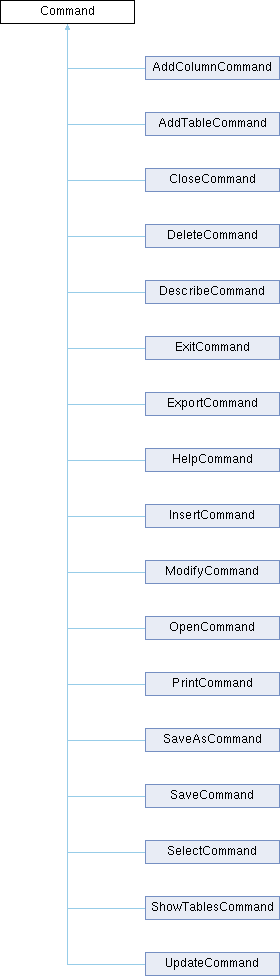 Command
AddColumnCommand
AddTableCommand
CloseCommand
DeleteCommand
DescribeCommand
ExitCommand
ExportCommand
HelpCommand
InsertCommand
ModifyCommand
OpenCommand
PrintCommand
SaveAsCommand
SaveCommand
SelectCommand
ShowTablesCommand
UpdateCommand